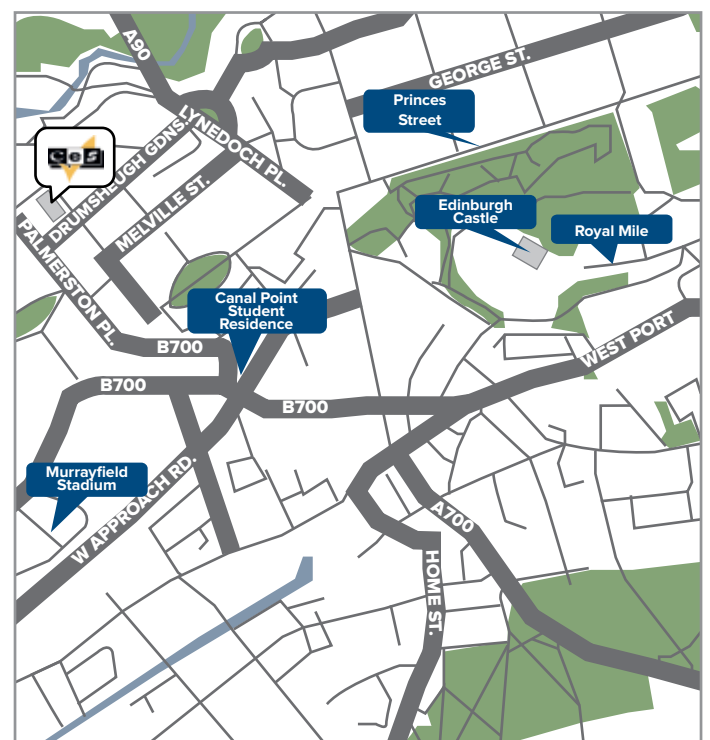 A90
GEORGE ST.
Princes
Street
LYNEDOCH PL.
CeS
DRUMSHEUGH GDNS.
MELVILLE ST.
Edinburgh
Castle
Royal Mile
PALMERSTON PL.
Canal Point
Student
Residence
B700
WEST PORT
B700
B700
Murrayfield
Stadium
W APPROACH RD.
A700
HOME ST.